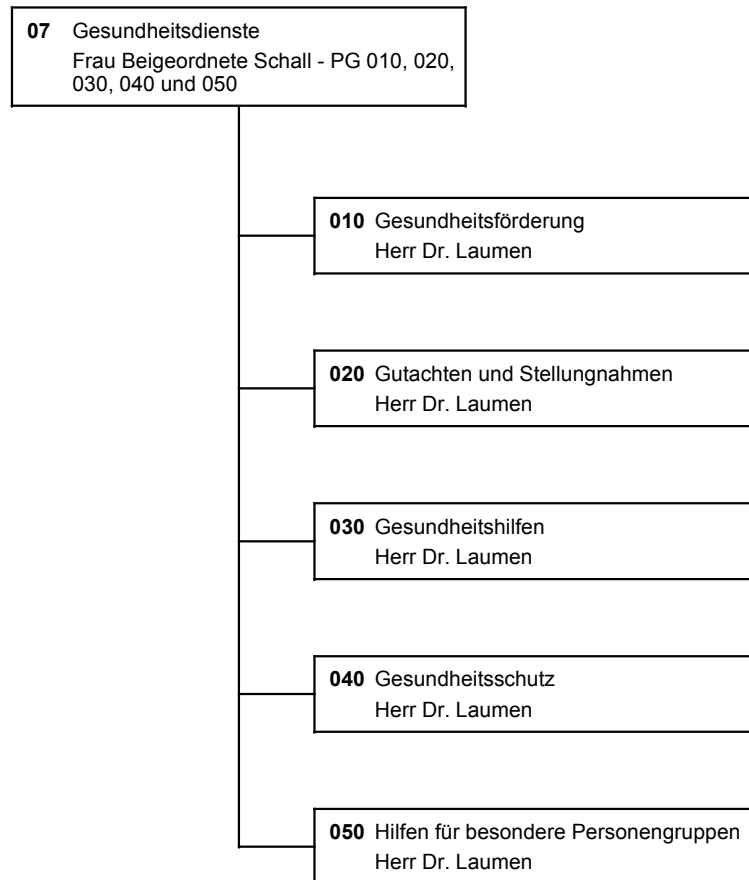 07 Gesundheitsdienste
Frau Beigeordnete Schall - PG 010, 020,
030, 040 und 050
010 Gesundheitsförderung
Herr Dr. Laumen
020 Gutachten und Stellungnahmen
Herr Dr. Laumen
030 Gesundheitshilfen
Herr Dr. Laumen
040 Gesundheitsschutz
Herr Dr. Laumen
050 Hilfen für besondere Personengruppen
Herr Dr. Laumen